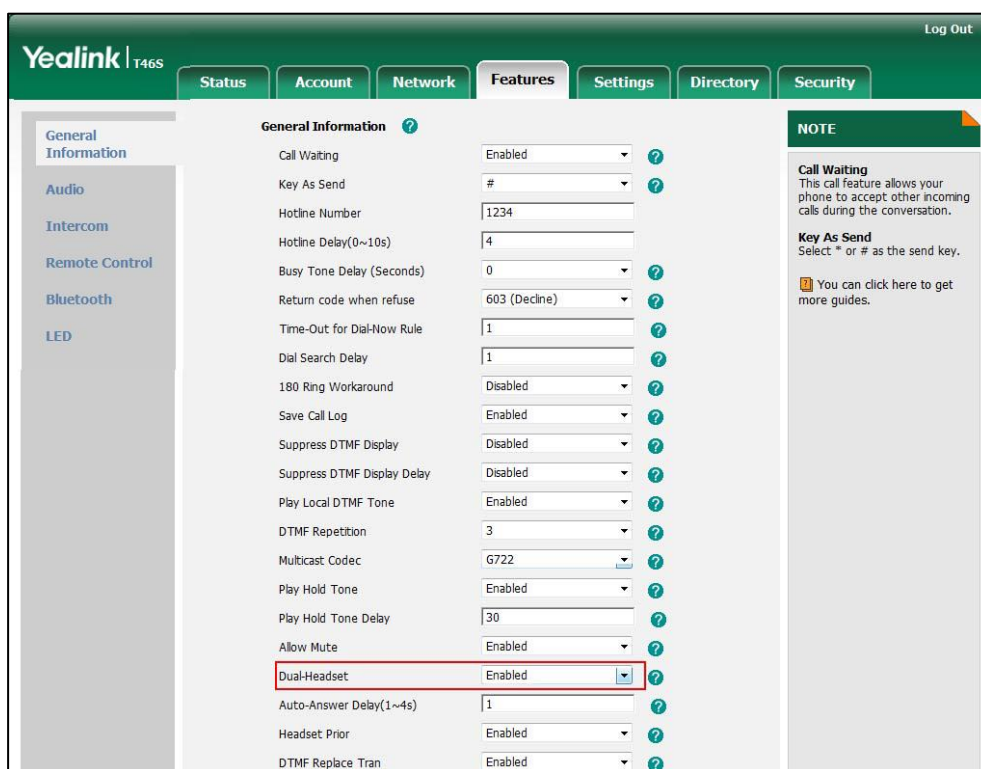 Log Out
Yealink | T46S
Status Account Network Features Settings Directory Security
General
Information
Audio
Intercom
Remote Control
Bluetooth
LED
General Information ?
Call Waiting Enabled ?
Key As Send # ?
Hotline Number 1234
Hotline Delay(0~10s) 4
Busy Tone Delay (Seconds) 0 ?
Return code when refuse 603 (Decline) ?
Time-Out for Dial-Now Rule 1 ?
Dial Search Delay 1 ?
180 Ring Workaround Disabled ?
Save Call Log Enabled ?
Suppress DTMF Display Disabled ?
Suppress DTMF Display Delay Disabled ?
Play Local DTMF Tone Enabled ?
DTMF Repetition 3 ?
Multicast Codec G722 ?
Play Hold Tone Enabled ?
Play Hold Tone Delay 30 ?
Allow Mute Enabled ?
Dual-Headset Enabled ?
Auto-Answer Delay(1~4s) 1 ?
Headset Prior Enabled ?
DTMF Replace Tran Enabled ?
NOTE
Call Waiting
This call feature allows your
phone to accept other incoming
calls during the conversation.
Key As Send
Select * or # as the send key.
? You can click here to get
more guides.